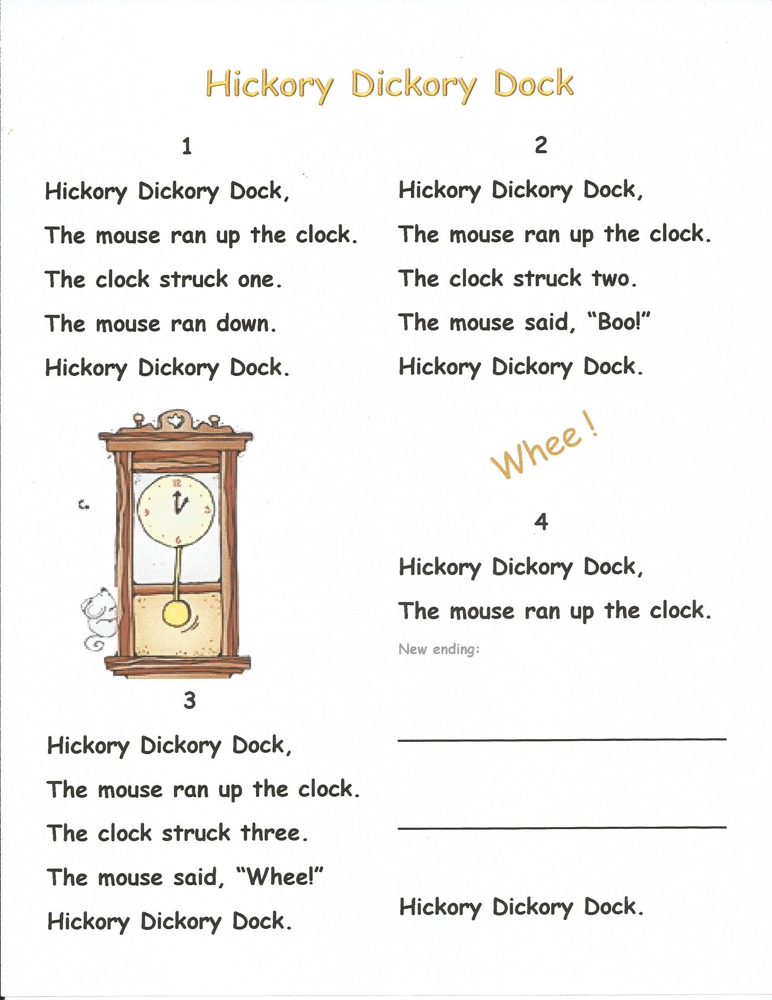 Hickory Dickory Dock
1
Hickory Dickory Dock,
The mouse ran up the clock.
The clock struck one.
The mouse ran down.
Hickory Dickory Dock.
2
Hickory Dickory Dock,
The mouse ran up the clock.
The clock struck two.
The mouse said, “Boo!”
Hickory Dickory Dock.
12
3
6
9
Whee!
3
Hickory Dickory Dock,
The mouse ran up the clock.
The clock struck three.
The mouse said, “Whee!”
Hickory Dickory Dock.
4
Hickory Dickory Dock,
The mouse ran up the clock.
New ending:
Hickory Dickory Dock.